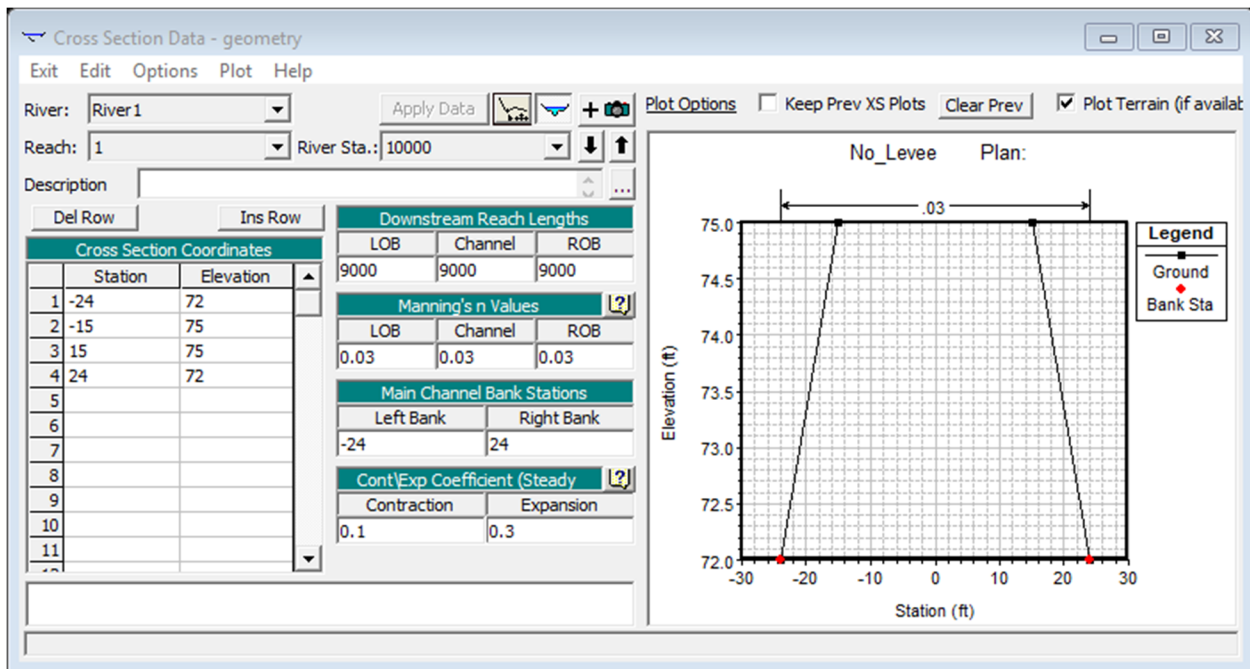 Cross Section Data - geometry
Exit Edit Options Plot Help
River: River1 Apply Data
Reach: 1 River Sta.: 10000
Description ...
Del Row Ins Row
Cross Section Coordinates
Station Elevation
1 -24 72
2 -15 75
3 15 75
4 24 72
5
6
7
8
9
10
11
Downstream Reach Lengths
LOB Channel ROB
9000 9000 9000
Manning's n Values
LOB Channel ROB
0.03 0.03 0.03
Main Channel Bank Stations
Left Bank Right Bank
-24 24
Cont\Exp Coefficient (Steady
Contraction Expansion
0.1 0.3
Plot Options Keep Prev XS Plots Clear Prev Plot Terrain (if availab
No_Levee Plan:
.03
75.0
74.5
74.0
73.5
73.0
72.5
72.0
Elevation (ft)
-30 -20 -10 0 10 20 30
Station (ft)
Legend
Ground
Bank Sta